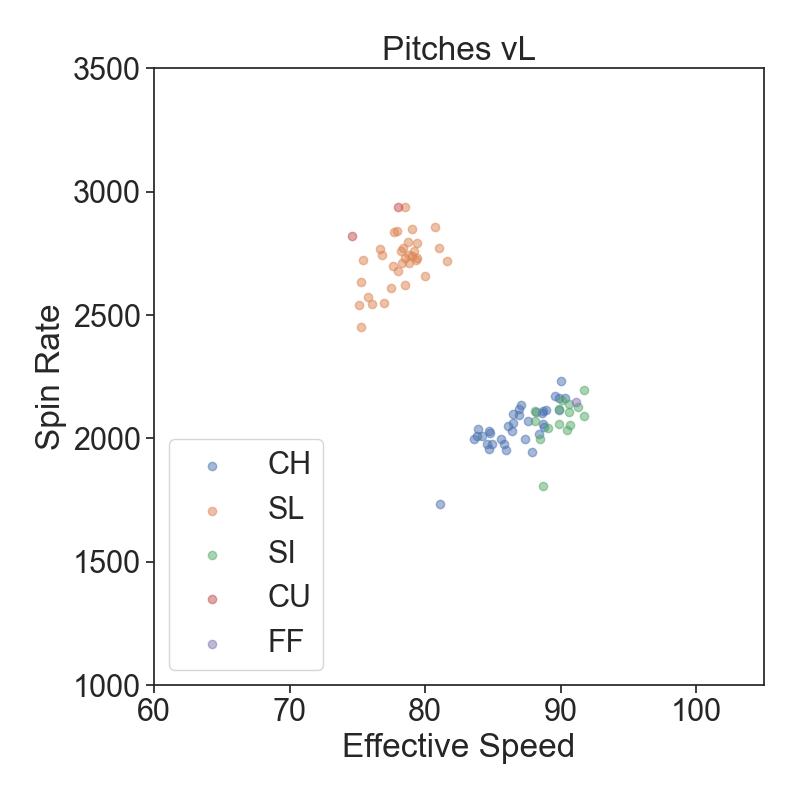 Pitches vL
3500
3000
2500
2000
1500
1000
Spin Rate
CH
SL
SI
CU
FF
60 70 80 90 100
Effective Speed